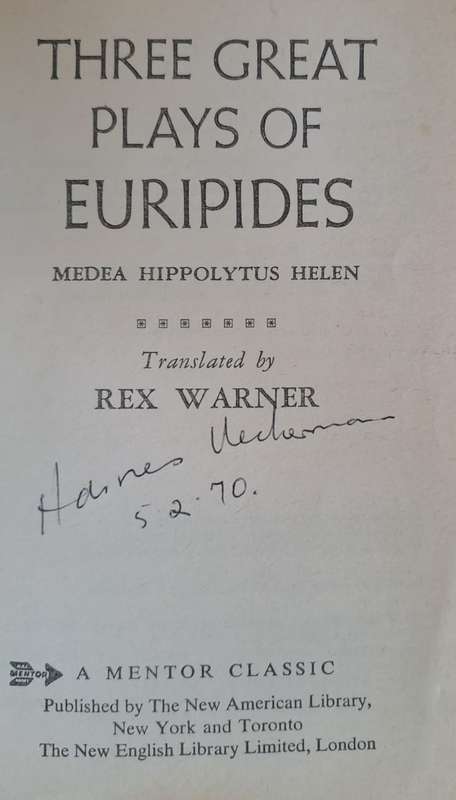 THREE GREAT
PLAYS OF
EURIPIDES
MEDEA HIPPOLYTUS HELEN
Translated by
REX WARNER
5.2.70.
MENTOR
A MENTOR CLASSIC
Published by The New American Library,
New York and Toronto
The New English Library Limited, London